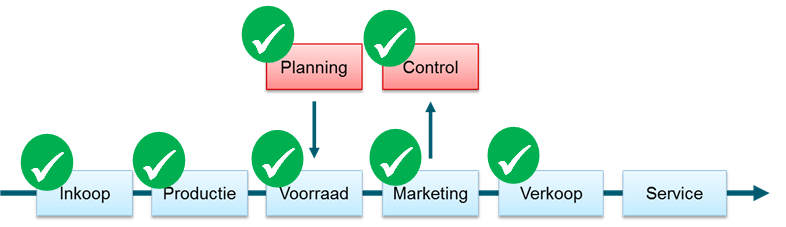 Planning
Control
Inkoop
Productie
Voorraad
Marketing
Verkoop
Service